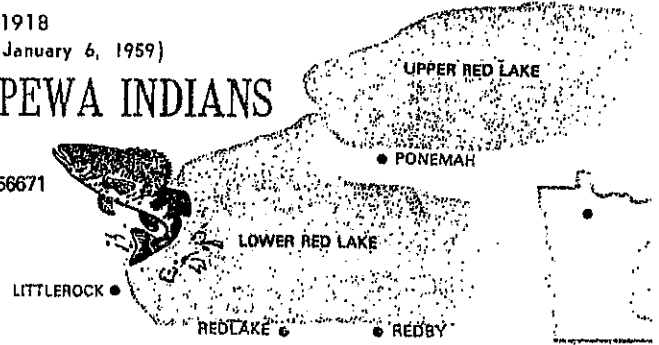 1918
January 6, 1959)
PEWA INDIANS
56671
UPPER RED LAKE
PONEMAH
LOWER RED LAKE
LITTLEROCK
REDLAKE
REDBY